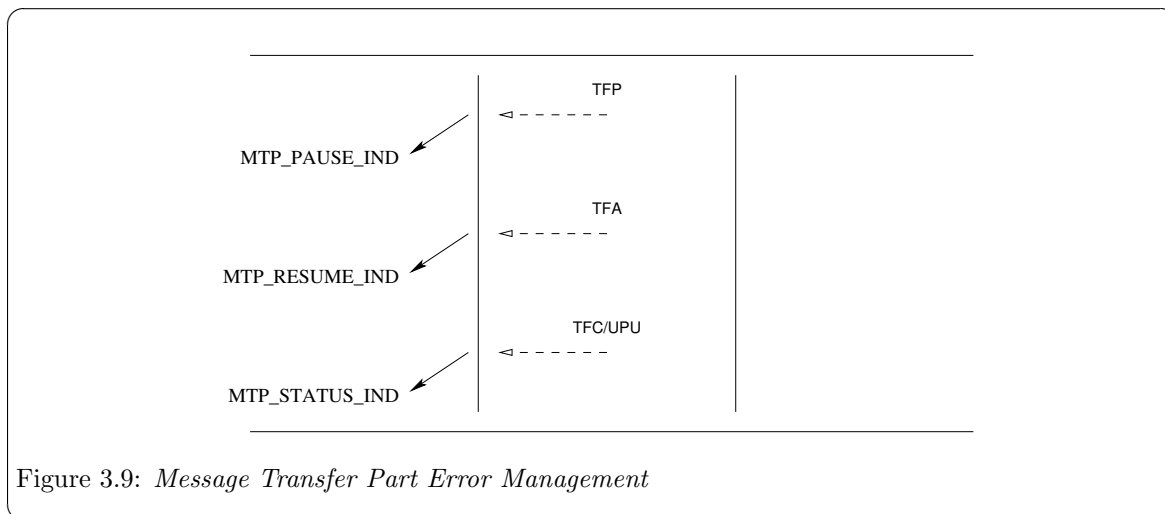 TFP
MTP_PAUSE_IND
TFA
MTP_RESUME_IND
TFC/UPU
MTP_STATUS_IND
Figure 3.9: Message Transfer Part Error Management